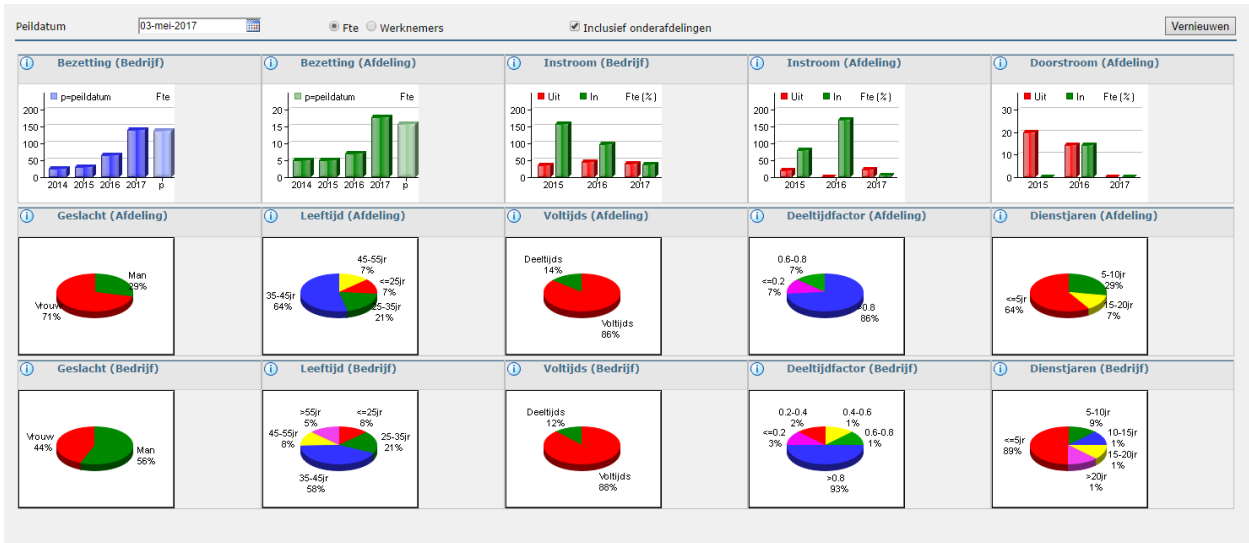 Peildatum 03-mei-2017 Fte Werknemers Inclusief onderafdelingen Vernieuwen
Bezetting (Bedrijf)
p=peildatum Fte
200
150
100
50
0
2014 2015 2016 2017 p
Bezetting (Afdeling)
p=peildatum Fte
20
15
10
5
0
2014 2015 2016 2017 p
Instroom (Bedrijf)
Uit In Fte (%)
200
150
100
50
0
2015 2016 2017
Instroom (Afdeling)
Uit In Fte (%)
200
150
100
50
0
2015 2016 2017
Doorstroom (Afdeling)
Uit In Fte (%)
30
20
10
0
2015 2016 2017
Geslacht (Afdeling)
Man
29%
Vrouw
71%
Leeftijd (Afdeling)
45-55jr
7%
<=25jr
7%
35-45jr
64%
25-35jr
21%
Voltijds (Afdeling)
Deeltijds
14%
Voltijds
86%
Deeltijdfactor (Afdeling)
0.6-0.8
7%
<=0.2
7%
>0.8
86%
Dienstjaren (Afdeling)
5-10jr
29%
<=5jr
64%
15-20jr
7%
Geslacht (Bedrijf)
Vrouw
44%
Man
56%
Leeftijd (Bedrijf)
>55jr
5%
<=25jr
8%
45-55jr
8%
25-35jr
21%
35-45jr
58%
Voltijds (Bedrijf)
Deeltijds
12%
Voltijds
88%
Deeltijdfactor (Bedrijf)
0.2-0.4
2%
0.4-0.6
1%
<=0.2
3%
0.6-0.8
1%
>0.8
93%
Dienstjaren (Bedrijf)
5-10jr
9%
<=5jr
89%
10-15jr
1%
15-20jr
1%
>20jr
1%